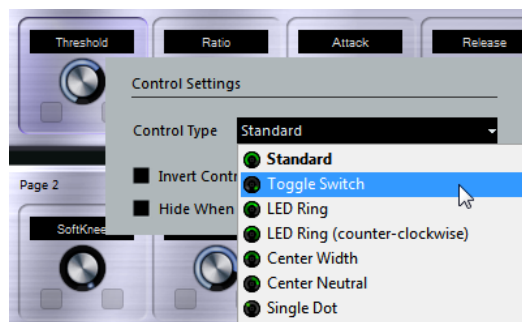 Threshold
Ratio
Attack
Release
Control Settings
Control Type Standard
Invert Contr
Hide When
Standard
Toggle Switch
LED Ring
LED Ring (counter-clockwise)
Center Width
Center Neutral
Single Dot
Page 2
SoftKnee